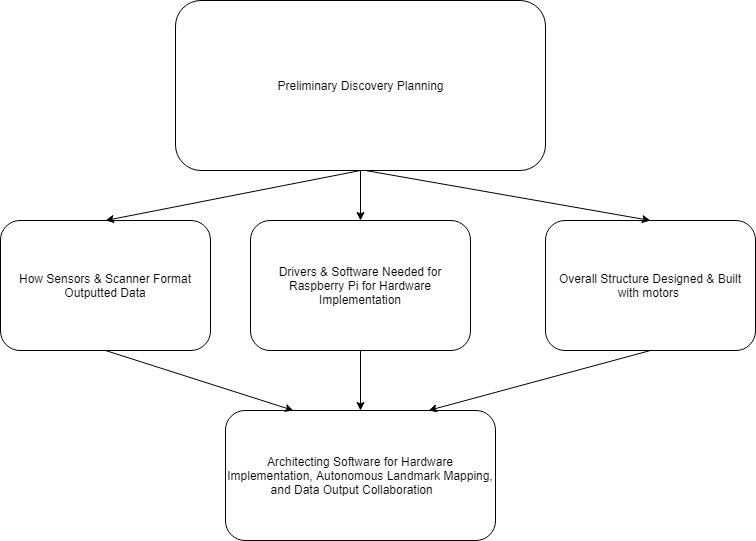 Preliminary Discovery Planning
How Sensors & Scanner Format
Outputted Data
Drivers & Software Needed for
Raspberry Pi for Hardware
Implementation
Overall Structure Designed & Built
with motors
Architecting Software for Hardware
Implementation, Autonomous Landmark Mapping,
and Data Output Collaboration